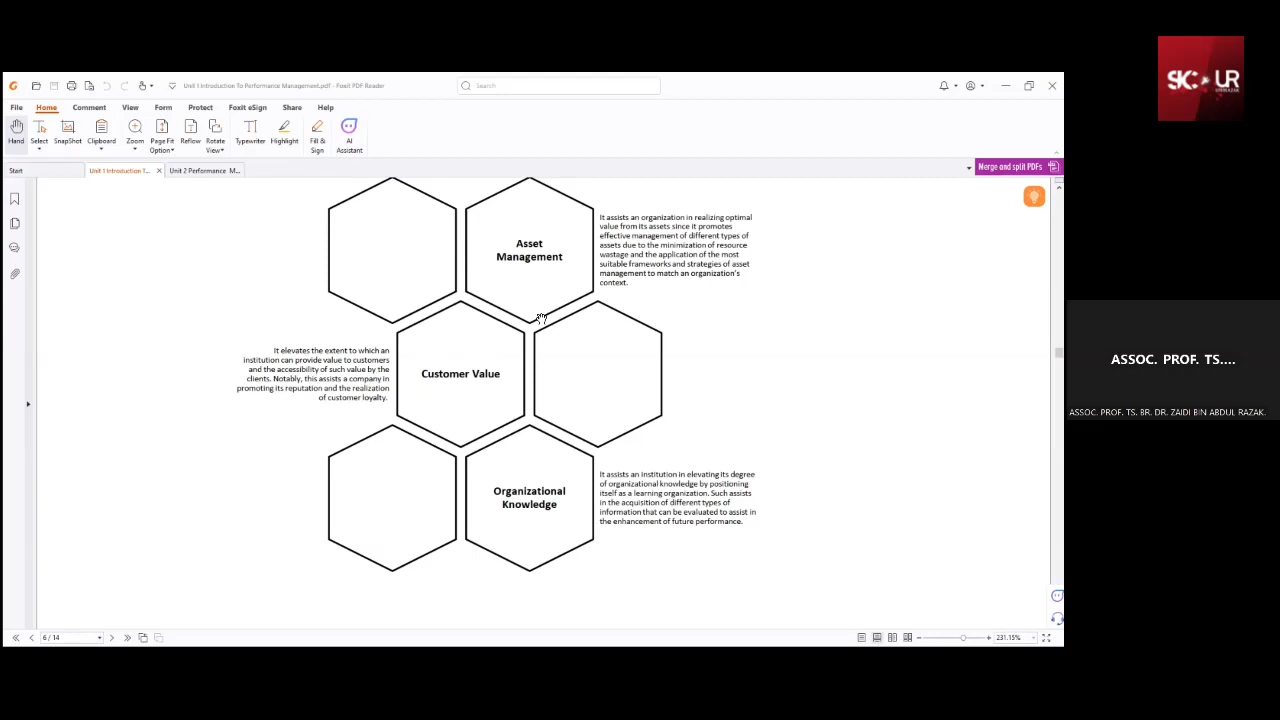 SK:OUR
UNIRAZAK
Unit 1 Introduction To Performance Management.pdf - Foxit PDF Reader
Search
File Home Comment View Form Protect Foxit eSign Share Help
Hand Select SnapShot Clipboard Zoom Page Fit Option Reflow Rotate View Typewriter Highlight Fill & Sign AI Assistant
Start Unit 1 Introduction T... Unit 2 Performance M... Merge and split PDFs
Asset
Management
It assists an organization in realizing optimal
value from its assets since it promotes
effective management of different types of
assets due to the minimization of resource
wastage and the application of the most
suitable frameworks and strategies of asset
management to match an organization's
context.
It elevates the extent to which an
institution can provide value to customers
and the accessibility of such value by the
clients. Notably, this assists a company in
promoting its reputation and the realization
of customer loyalty.
Customer Value
Organizational
Knowledge
It assists an institution in elevating its degree
of organizational knowledge by positioning
itself as a learning organization. Such assists
in the acquisition of different types of
information that can be evaluated to assist in
the enhancement of future performance.
ASSOC. PROF. TS....
ASSOC. PROF. TS. BR. DR. ZAIDI BIN ABDUL RAZAK.
6 / 14
231.15%